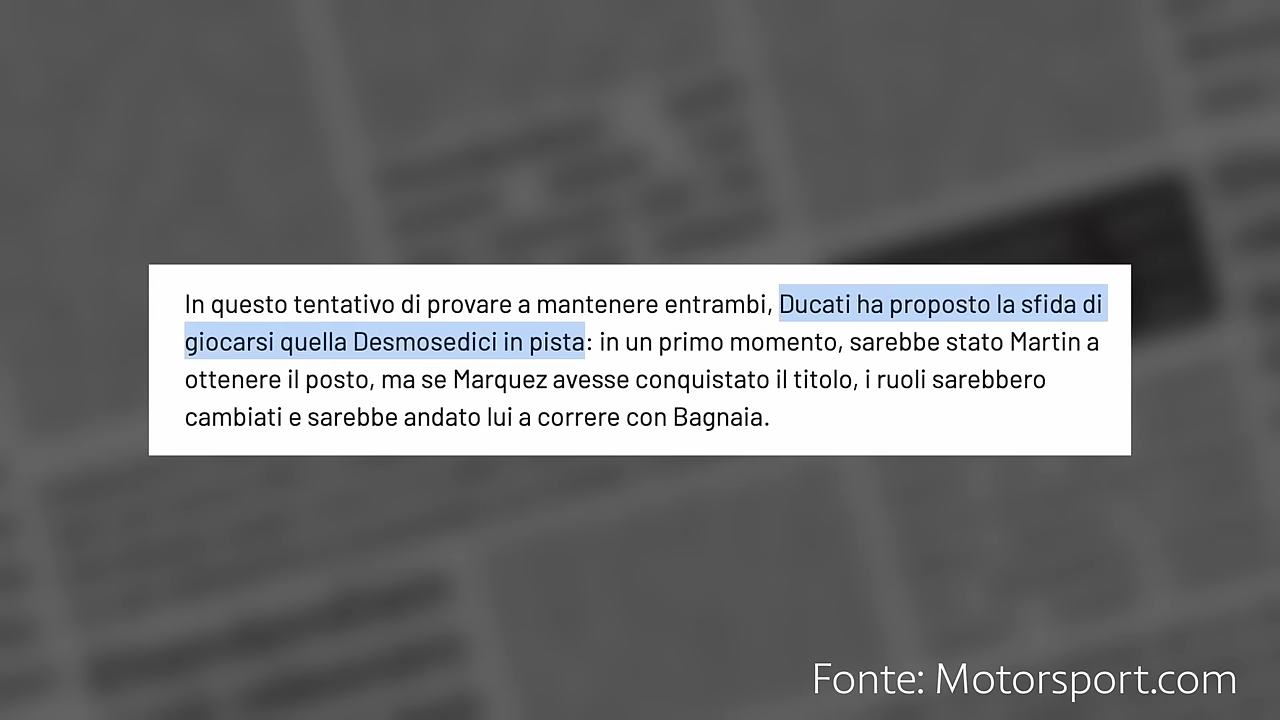 In questo tentativo di provare a mantenere entrambi, Ducati ha proposto la sfida di
giocarsi quella Desmosedici in pista: in un primo momento, sarebbe stato Martin a
ottenere il posto, ma se Marquez avesse conquistato il titolo, i ruoli sarebbero
cambiati e sarebbe andato lui a correre con Bagnaia.
Fonte: Motorsport.com